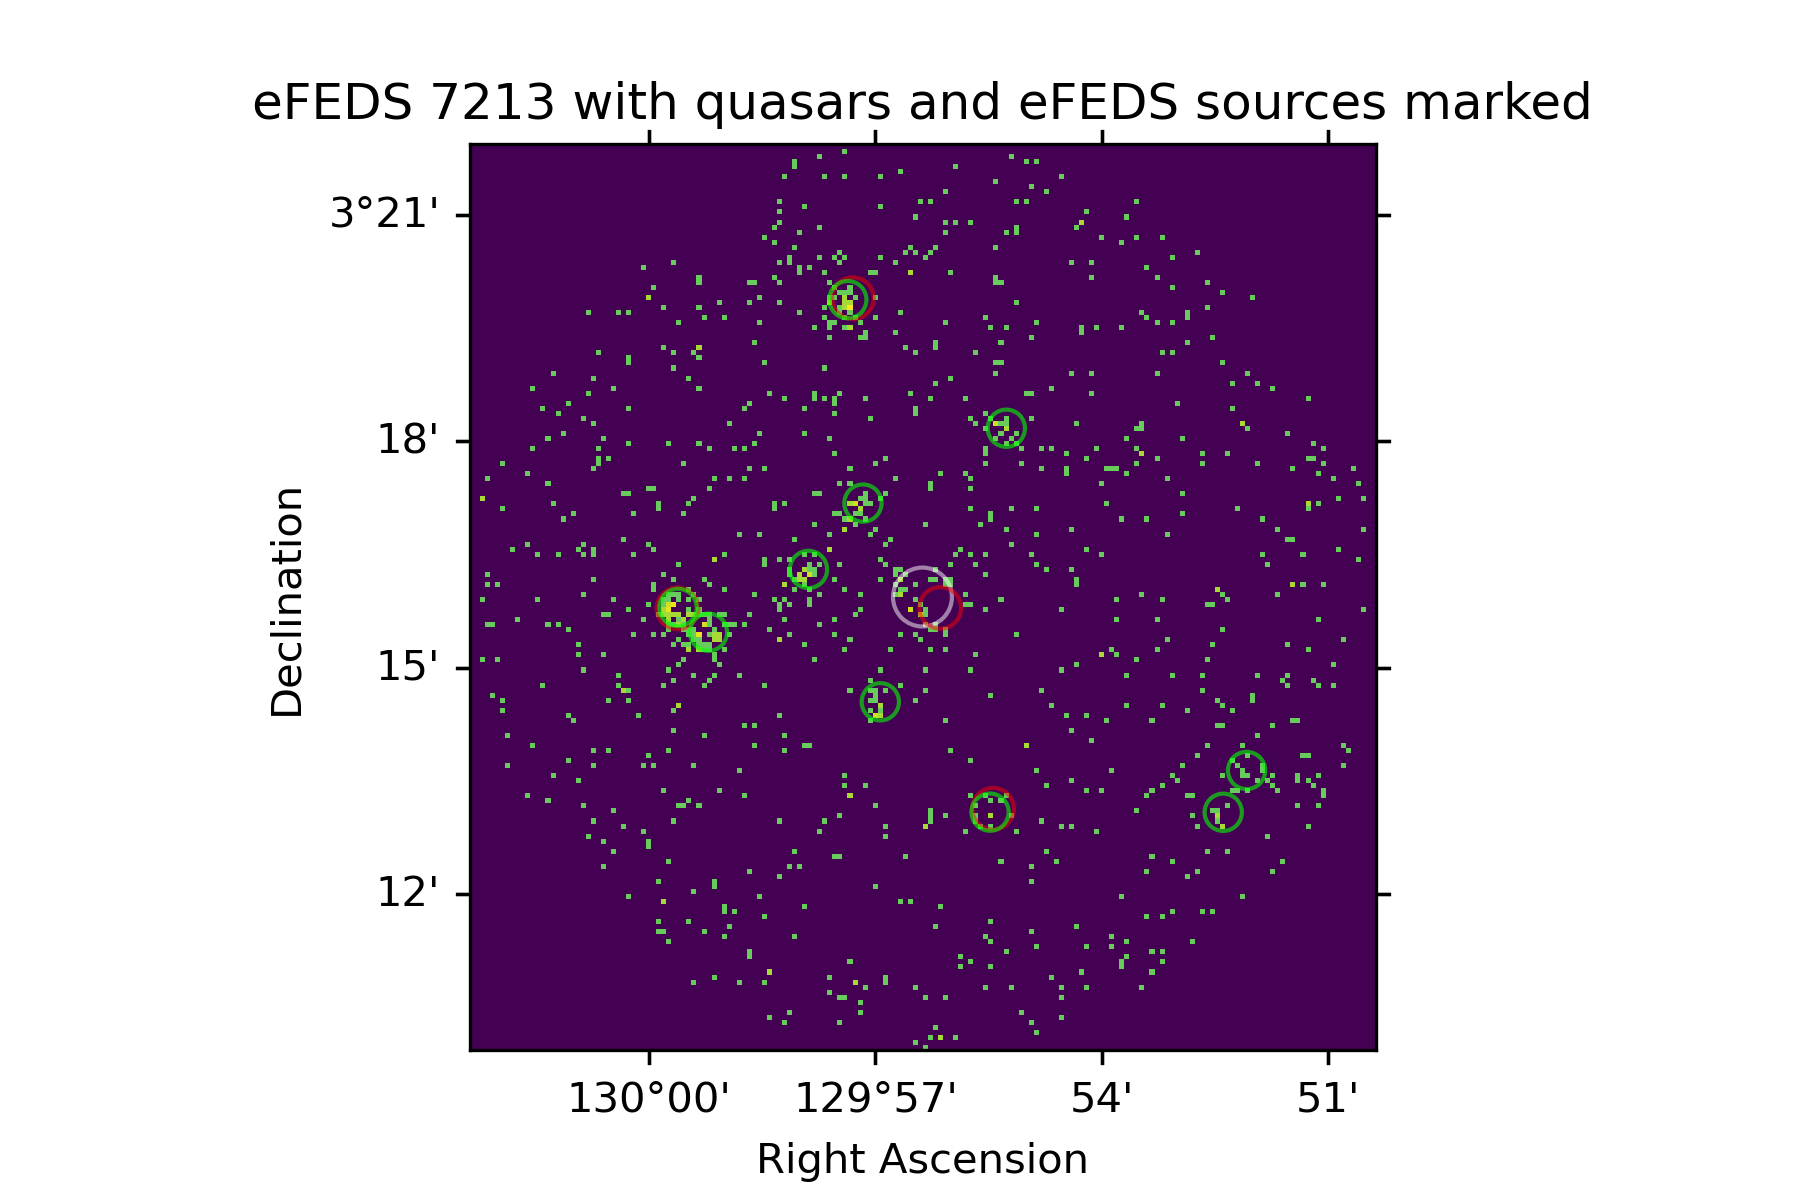 eFEDS 7213 with quasars and eFEDS sources marked
3°21'
18'
15'
12'
Declination
130°00'
129°57'
54'
51'
Right Ascension